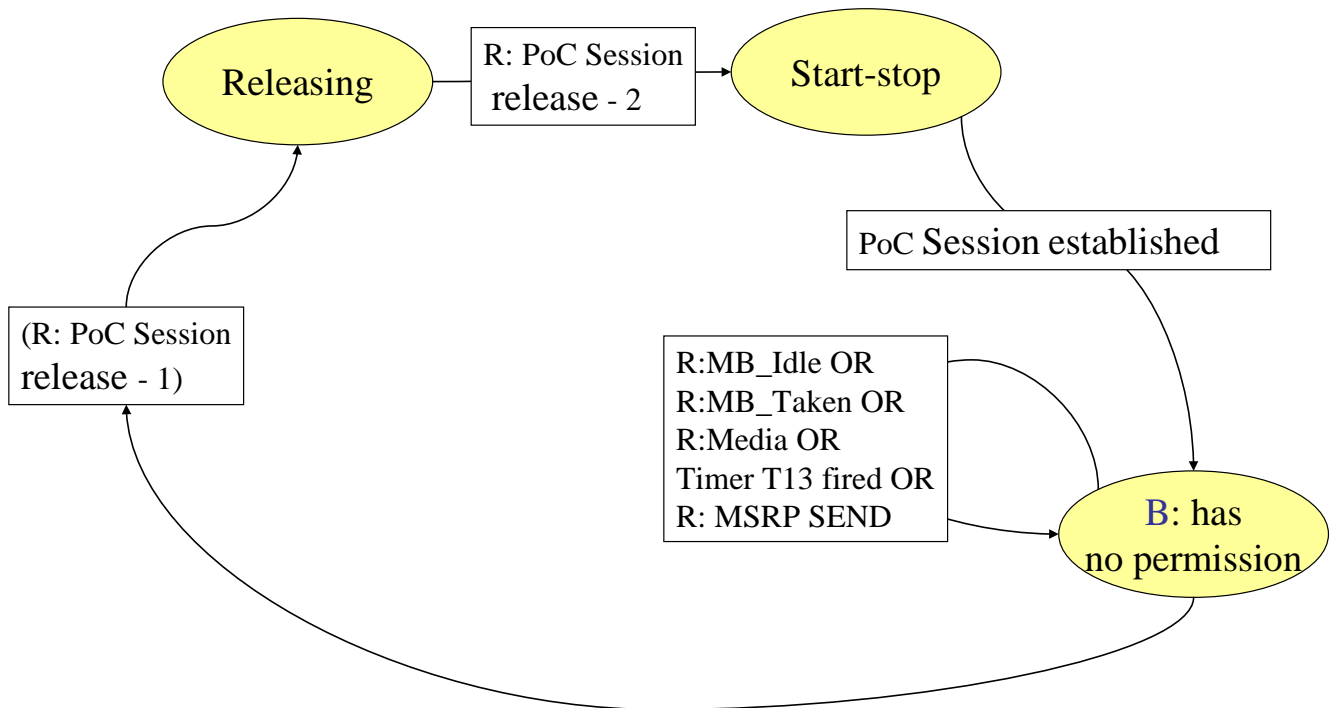 Releasing
R: PoC Session
release - 2
Start-stop
PoC Session established
(R: PoC Session
release - 1)
R:MB_Idle OR
R:MB_Taken OR
R:Media OR
Timer T13 fired OR
R: MSRP SEND
B: has
no permission